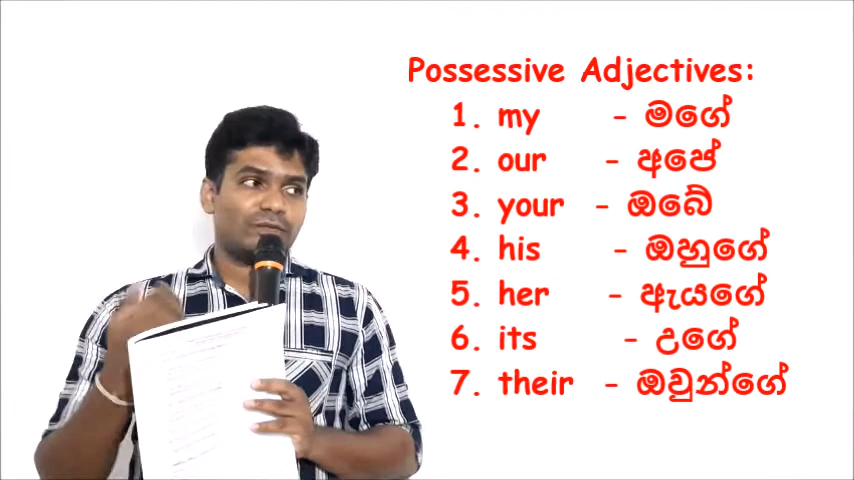 Possessive Adjectives:
1. my - මගේ
2. our - අපේ
3. your - ඔබේ
4. his - ඔහුගේ
5. her - ඇයගේ
6. its - උගේ
7. their - ඔවුන්ගේ